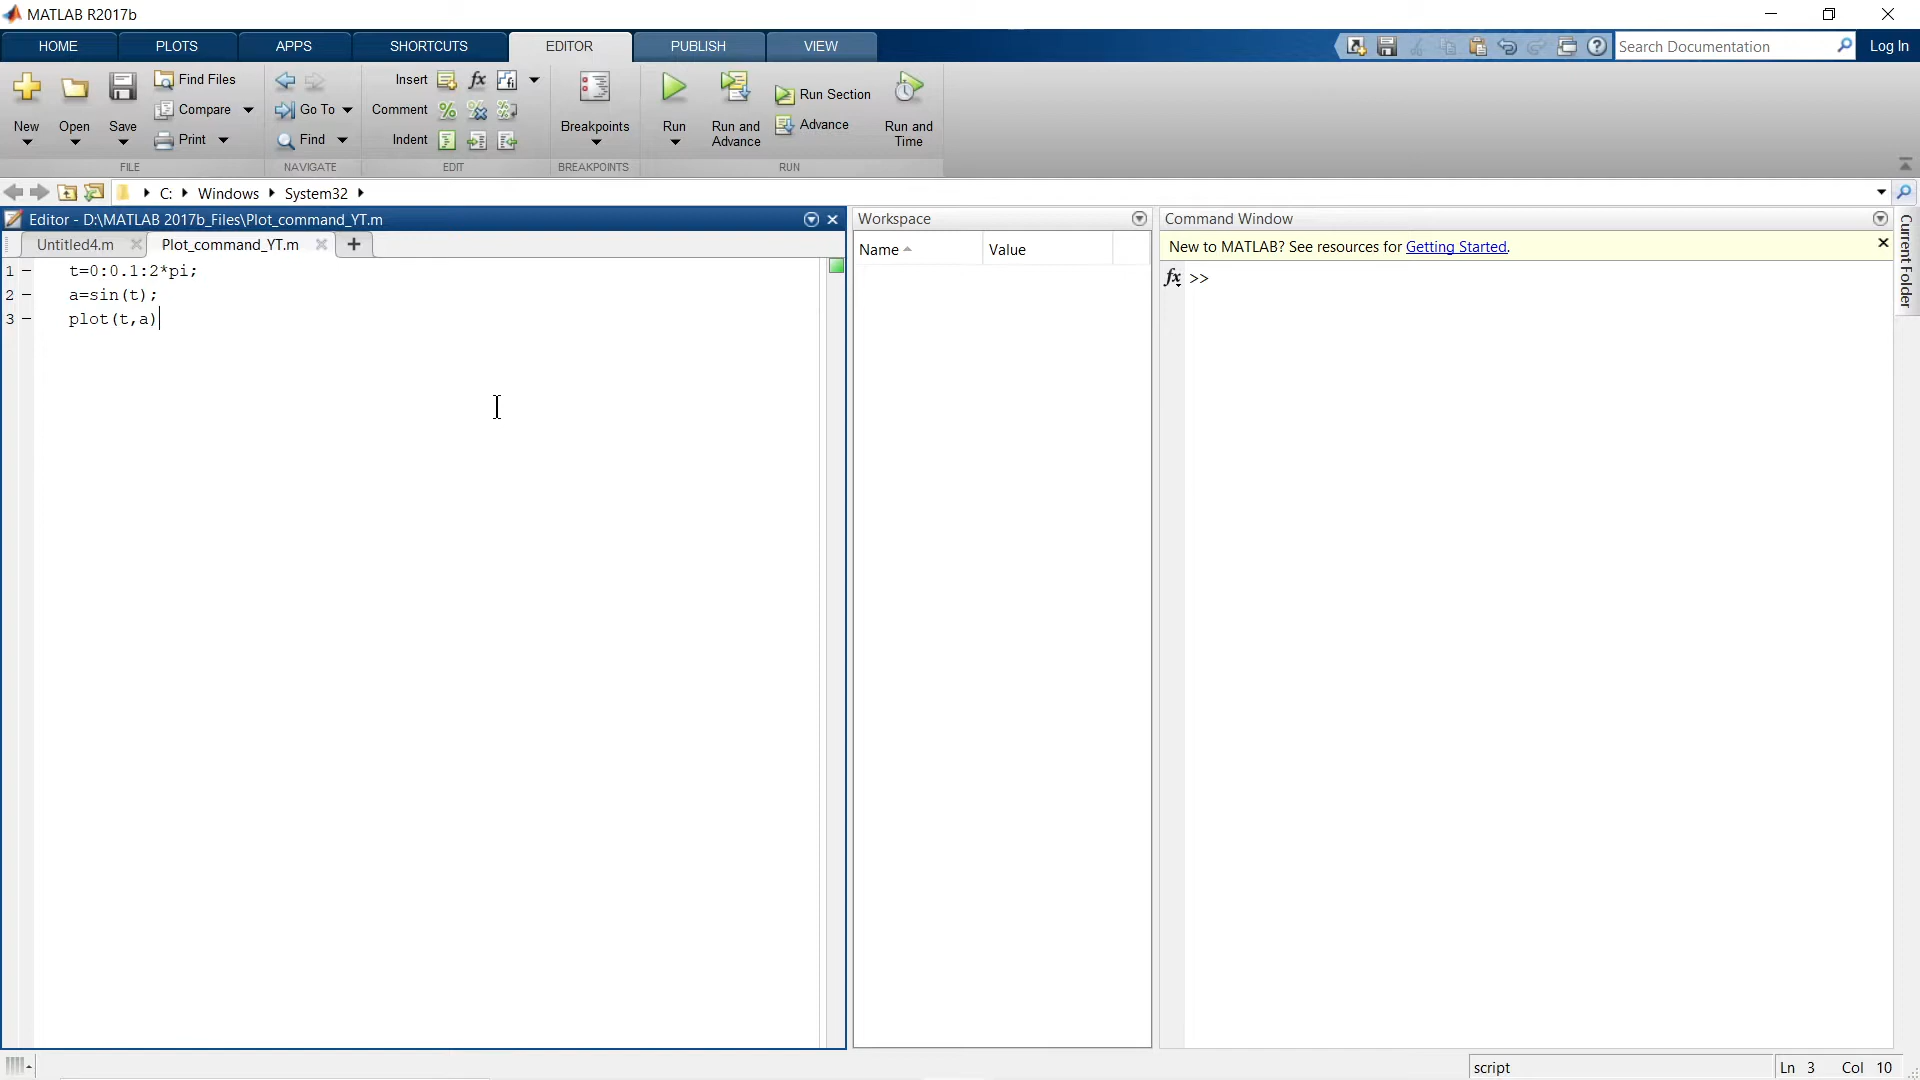 MATLAB R2017b
HOME PLOTS APPS SHORTCUTS EDITOR PUBLISH VIEW Search Documentation Log In
New Open Save Find Files Compare Print
Go To Find
Insert fx fi
Comment % % %
Indent
Breakpoints
Run Run and Advance Run Section Advance Run and Time
FILE NAVIGATE EDIT BREAKPOINTS RUN
C: Windows System32
Editor - D:\MATLAB 2017b_Files\Plot_command_YT.m
Untitled4.m Plot_command_YT.m +
1 - t=0:0.1:2*pi;
2 - a=sin(t);
3 - plot(t,a)
Workspace
Name Value
Command Window
New to MATLAB? See resources for Getting Started.
fx >>
Current Folder
script Ln 3 Col 10